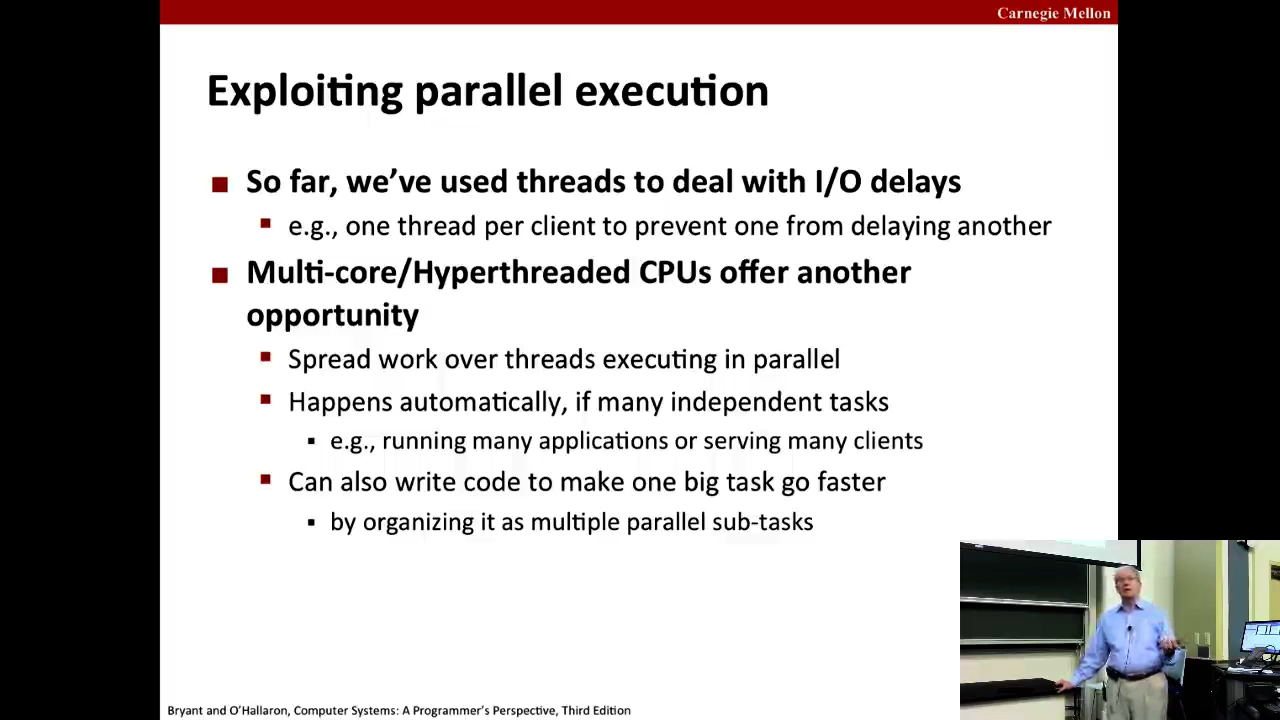 Carnegie Mellon
Exploiting parallel execution
So far, we've used threads to deal with I/O delays
e.g., one thread per client to prevent one from delaying another
Multi-core/Hyperthreaded CPUs offer another
opportunity
Spread work over threads executing in parallel
Happens automatically, if many independent tasks
e.g., running many applications or serving many clients
Can also write code to make one big task go faster
by organizing it as multiple parallel sub-tasks
Bryant and O'Hallaron, Computer Systems: A Programmer's Perspective, Third Edition